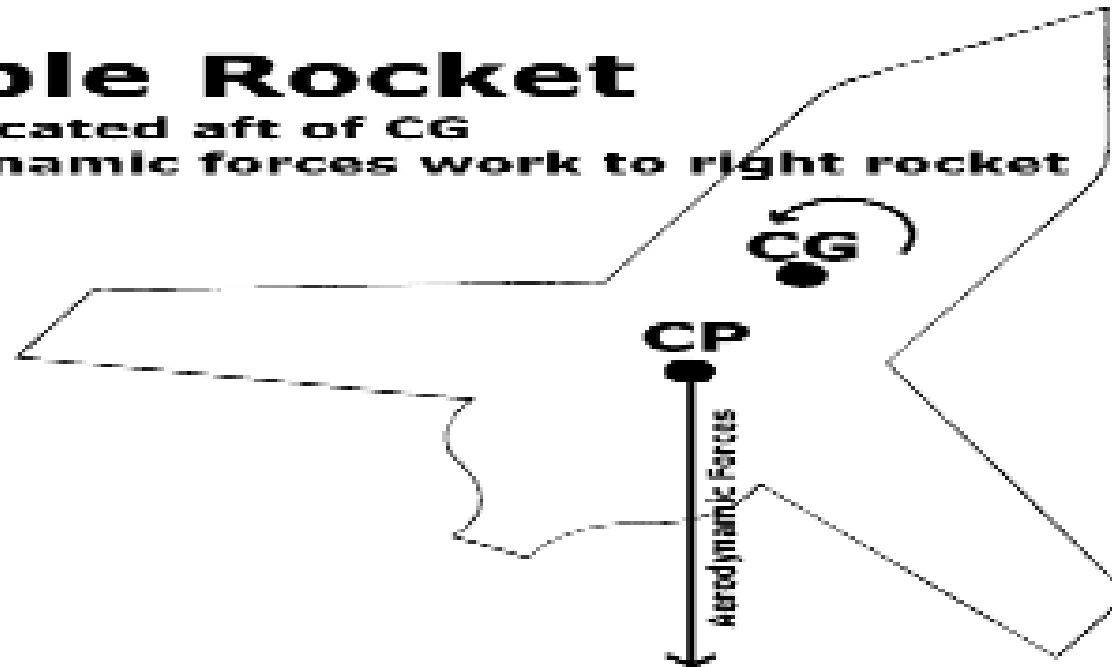 ble Rocket
cated aft of CG
namic forces work to right rocket
CG
CP
Aerodynamic Forces